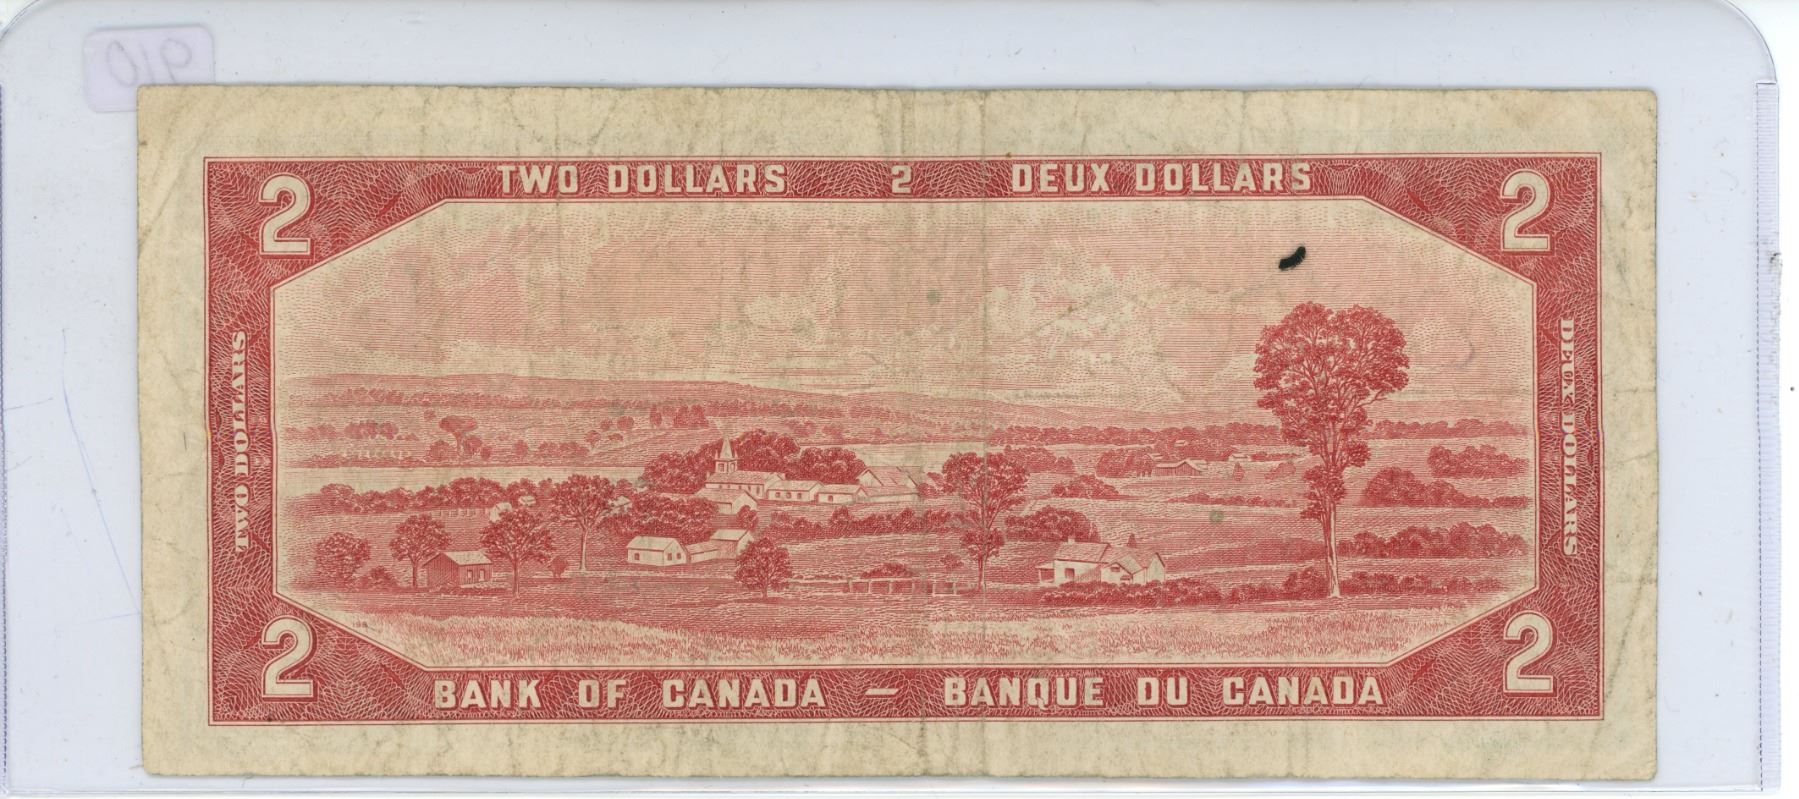 910
TWO DOLLARS 2 DEUX DOLLARS
2 2
TWO DOLLARS
DEUX DOLLARS
198
2 2
BANK OF CANADA — BANQUE DU CANADA